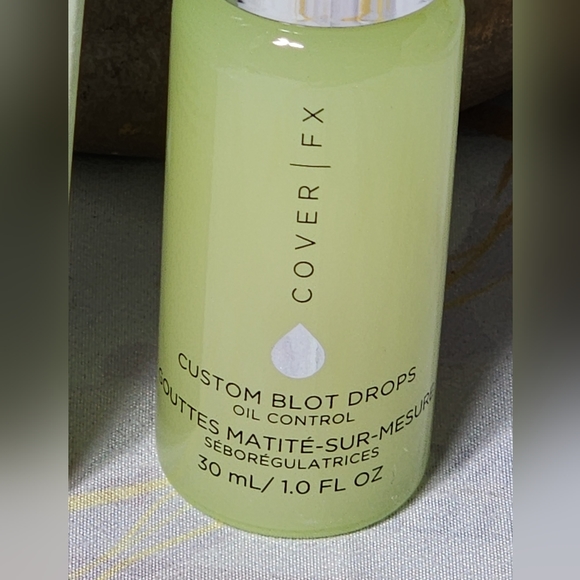 COVER | FX
CUSTOM BLOT DROPS
OIL CONTROL
GOUTTES MATITÉ-SUR-MESURE
SÉBORÉGULATRICES
30 mL/ 1.0 FL OZ